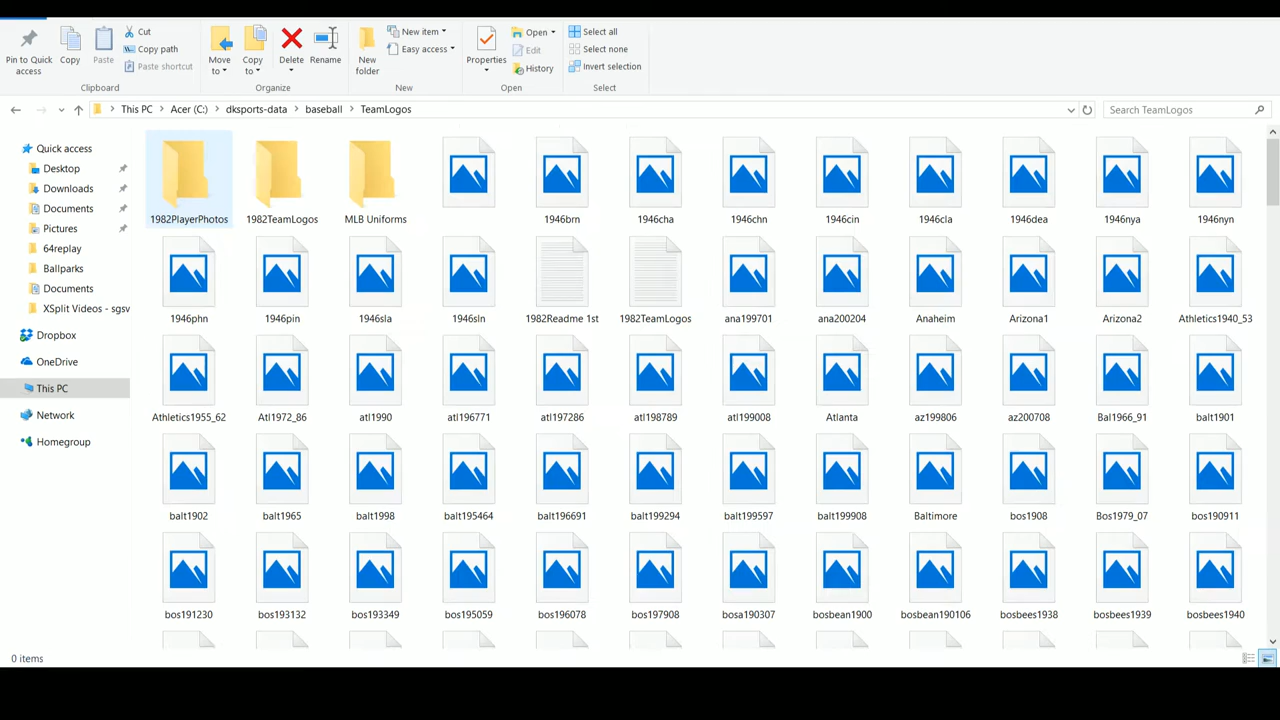 Pin to Quick access
Copy
Paste
Cut
Copy path
Paste shortcut
Clipboard
Move to
Copy to
Delete
Rename
Organize
New folder
New item
Easy access
New
Properties
Open
Edit
History
Open
Select all
Select none
Invert selection
Select
This PC > Acer (C:) > dksports-data > baseball > TeamLogos
Search TeamLogos
Quick access
Desktop
Downloads
Documents
Pictures
64replay
Ballparks
Documents
XSplit Videos - sgsv
Dropbox
OneDrive
This PC
Network
Homegroup
1982PlayerPhotos 1982TeamLogos MLB Uniforms 1946brn 1946cha 1946chn 1946cin 1946cla 1946dea 1946nya 1946nyn
1946phn 1946pin 1946sla 1946sln 1982Readme 1st 1982TeamLogos ana199701 ana200204 Anaheim Arizona1 Arizona2 Athletics1940_53
Athletics1955_62 Atl1972_86 atl1990 atl196771 atl197286 atl198789 atl199008 Atlanta az199806 az200708 Bal1966_91 balt1901
balt1902 balt1965 balt1998 balt195464 balt196691 balt199294 balt199597 balt199908 Baltimore bos1908 Bos1979_07 bos190911
bos191230 bos193132 bos193349 bos195059 bos196078 bos197908 bosa190307 bosbean1900 bosbean190106 bosbees1938 bosbees1939 bosbees1940
0 items